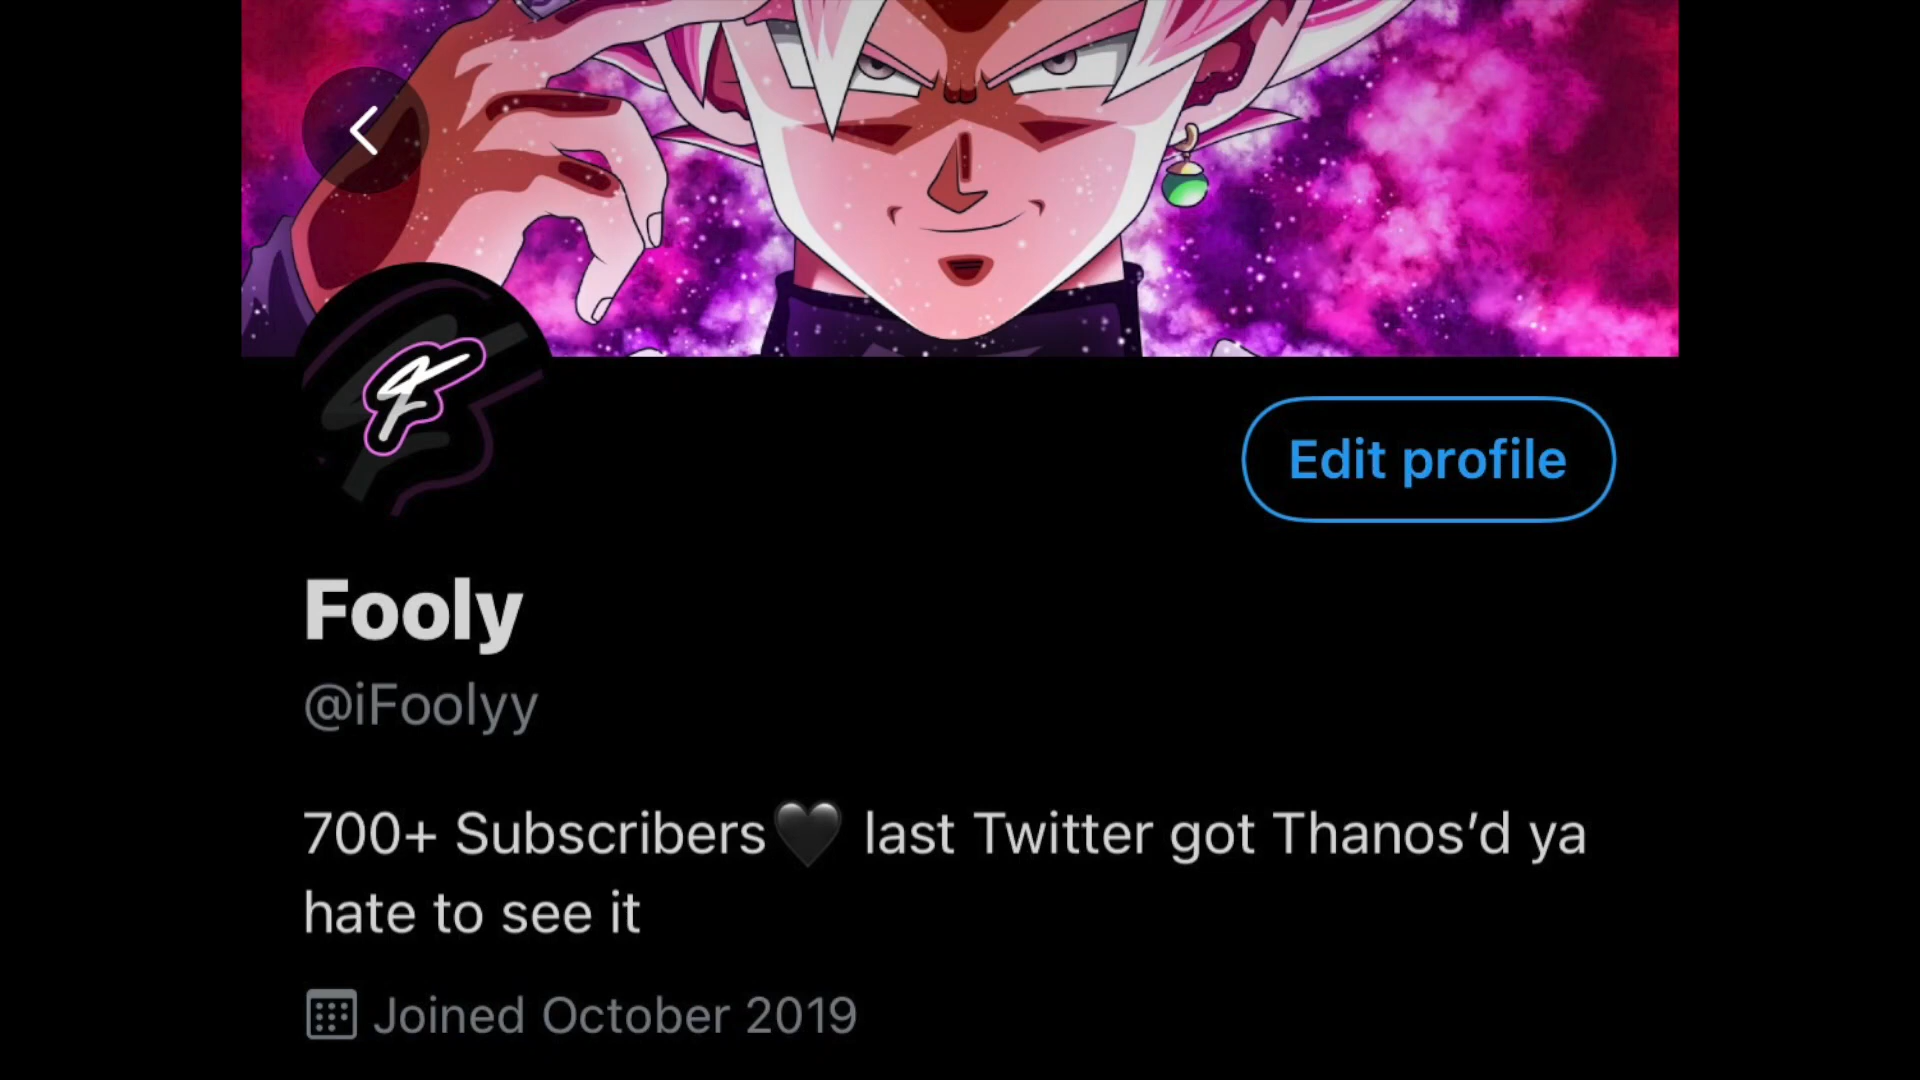 Edit profile
Fooly
@iFoolyy
700+ Subscribers🖤 last Twitter got Thanos’d ya
hate to see it
Joined October 2019